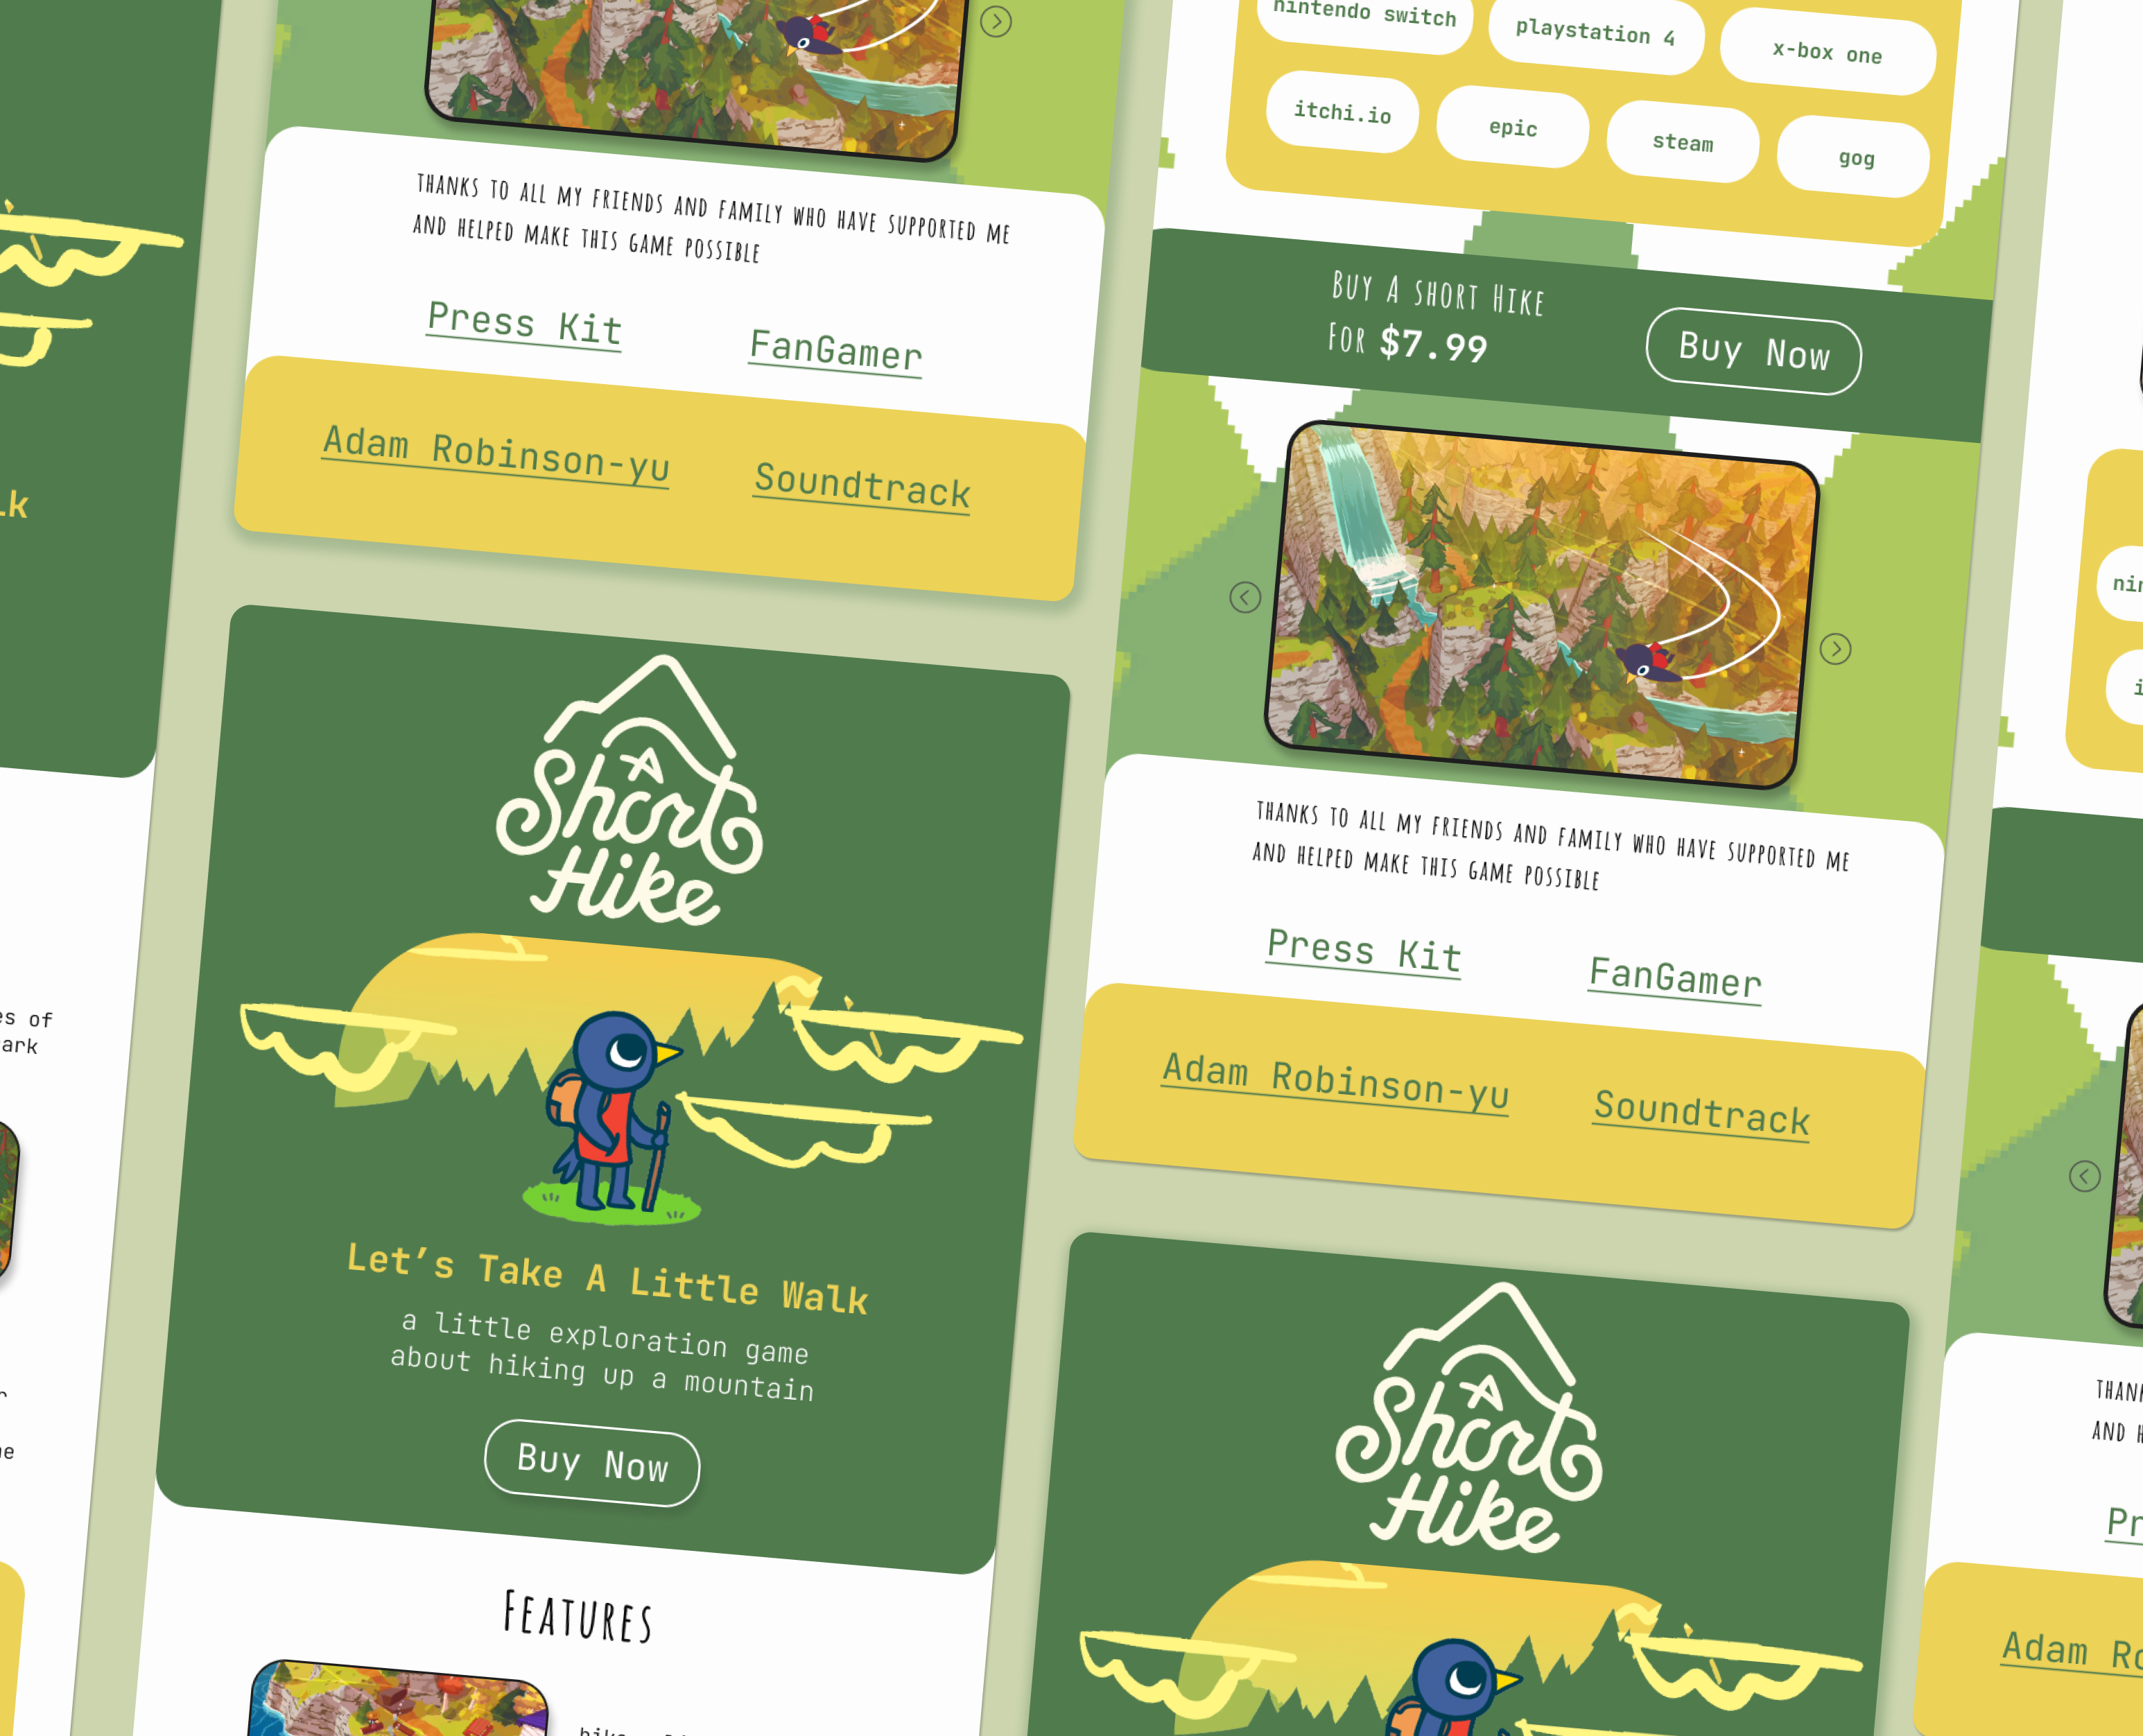 es of
ark
THANKS TO ALL MY FRIENDS AND FAMILY WHO HAVE SUPPORTED ME
AND HELPED MAKE THIS GAME POSSIBLE
Press Kit
FanGamer
Adam Robinson-yu
Soundtrack
A
Short
Hike
Let’s Take A Little Walk
a little exploration game
about hiking up a mountain
Buy Now
FEATURES
nintendo switch
playstation 4
x-box one
itchi.io
epic
steam
gog
BUY A SHORT HIKE
FOR $7.99
Buy Now
THANKS TO ALL MY FRIENDS AND FAMILY WHO HAVE SUPPORTED ME
AND HELPED MAKE THIS GAME POSSIBLE
Press Kit
FanGamer
Adam Robinson-yu
Soundtrack
A
Short
Hike
AND H
Pr
Adam Ro